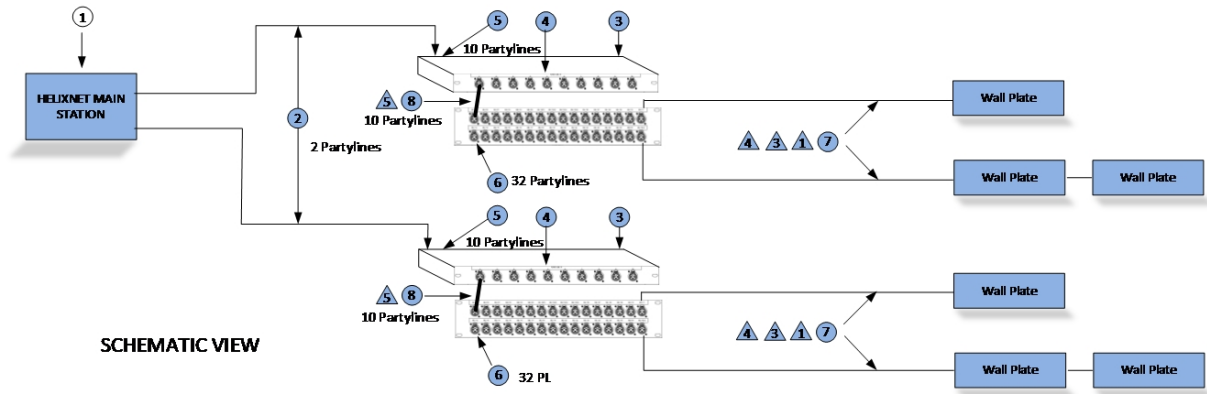 1
5
4
3
10 Partylines
HELIXNET MAIN
STATION
2
2 Partylines
5 8
10 Partylines
6 32 Partylines
Wall Plate
4 3 1 7
Wall Plate Wall Plate
5
4
3
10 Partylines
5 8
10 Partylines
6 32 PL
Wall Plate
4 3 1 7
Wall Plate Wall Plate
SCHEMATIC VIEW